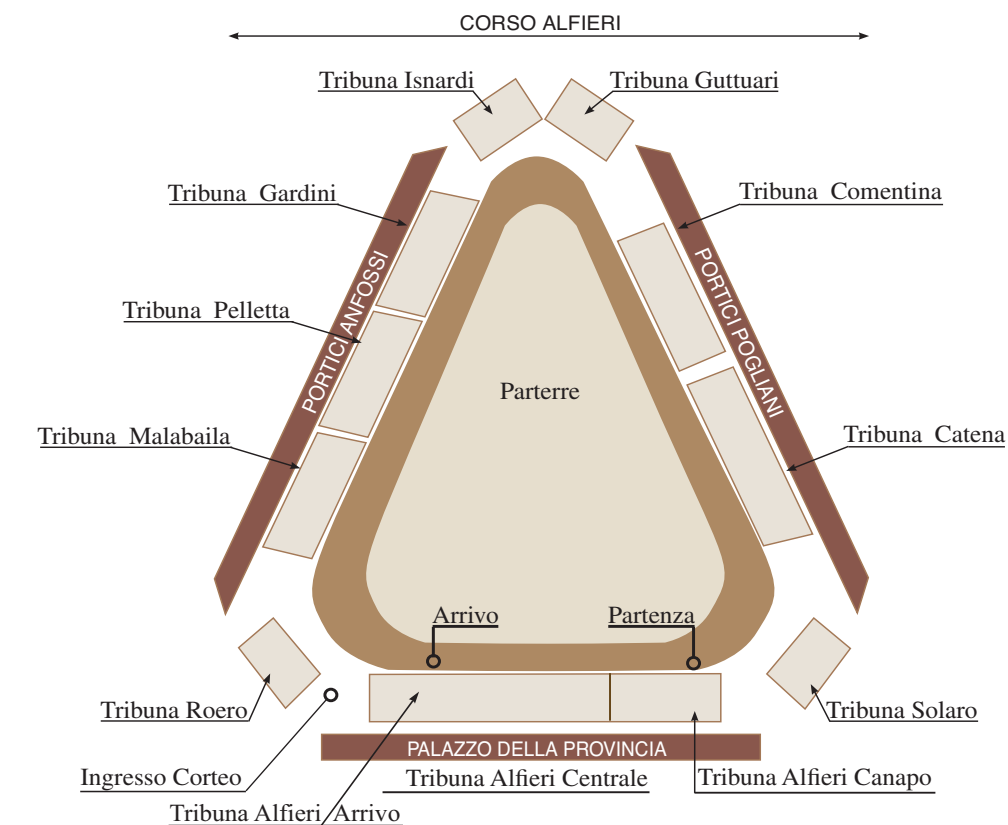 CORSO ALFIERI
Tribuna Isnardi
Tribuna Guttuari
Tribuna Gardini
Tribuna Comentina
PORTICI ANFOSSI
PORTICI POGLIANI
Tribuna Pelletta
Parterre
Tribuna Malabaila
Tribuna Catena
Arrivo
Partenza
Tribuna Roero
Tribuna Solaro
PALAZZO DELLA PROVINCIA
Ingresso Corteo
Tribuna Alfieri Centrale
Tribuna Alfieri Canapo
Tribuna Alfieri Arrivo